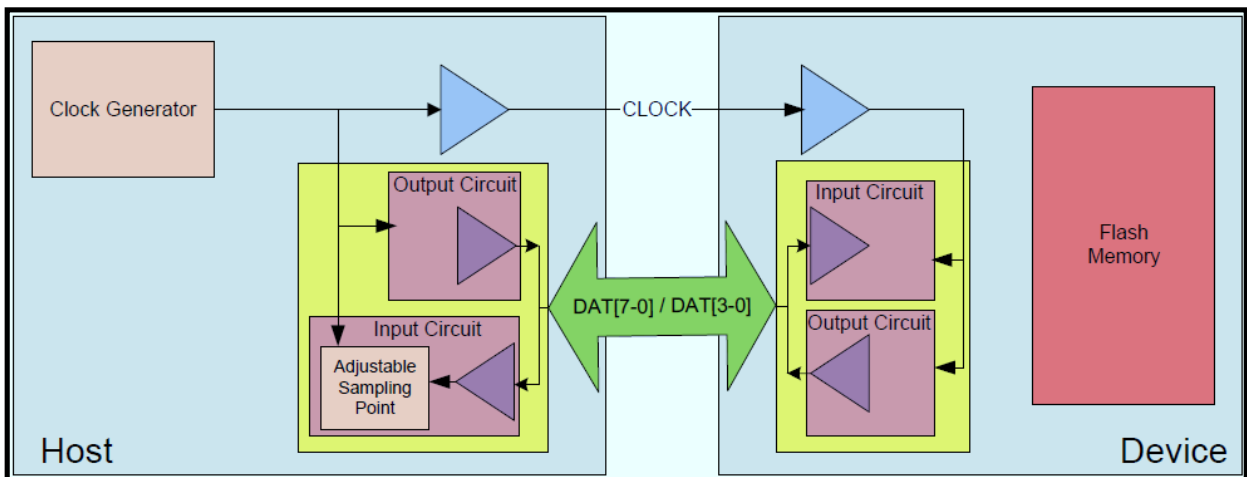 Clock Generator
CLOCK
Output Circuit
Input Circuit
Adjustable
Sampling
Point
DAT[7-0] / DAT[3-0]
Input Circuit
Output Circuit
Flash
Memory
Host
Device